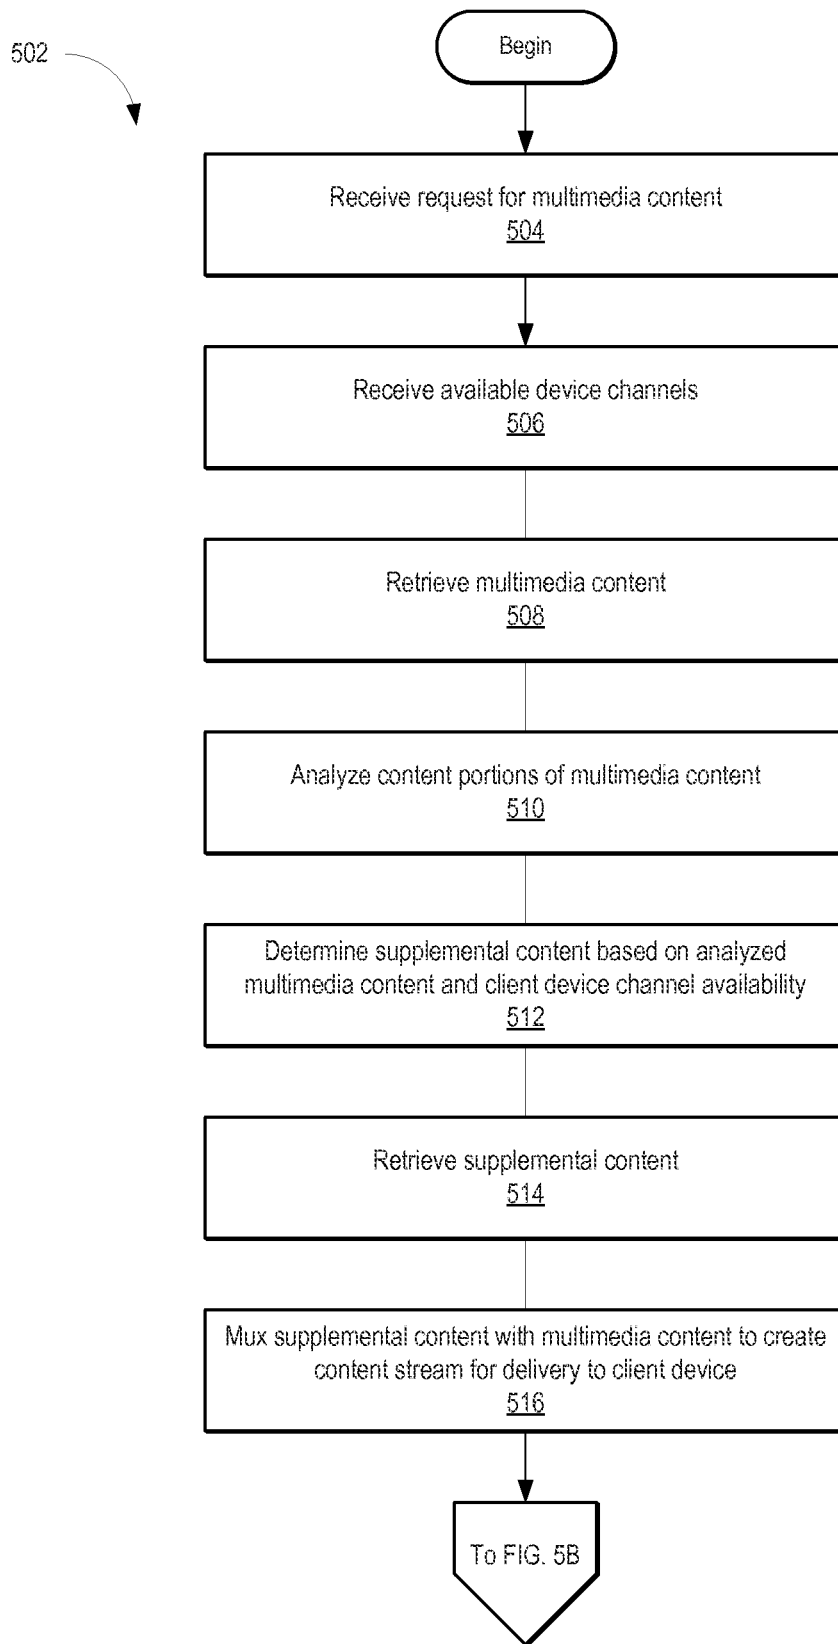 502
Begin
Receive request for multimedia content
504
Receive available device channels
506
Retrieve multimedia content
508
Analyze content portions of multimedia content
510
Determine supplemental content based on analyzed
multimedia content and client device channel availability
512
Retrieve supplemental content
514
Mux supplemental content with multimedia content to create
content stream for delivery to client device
516
To FIG. 5B